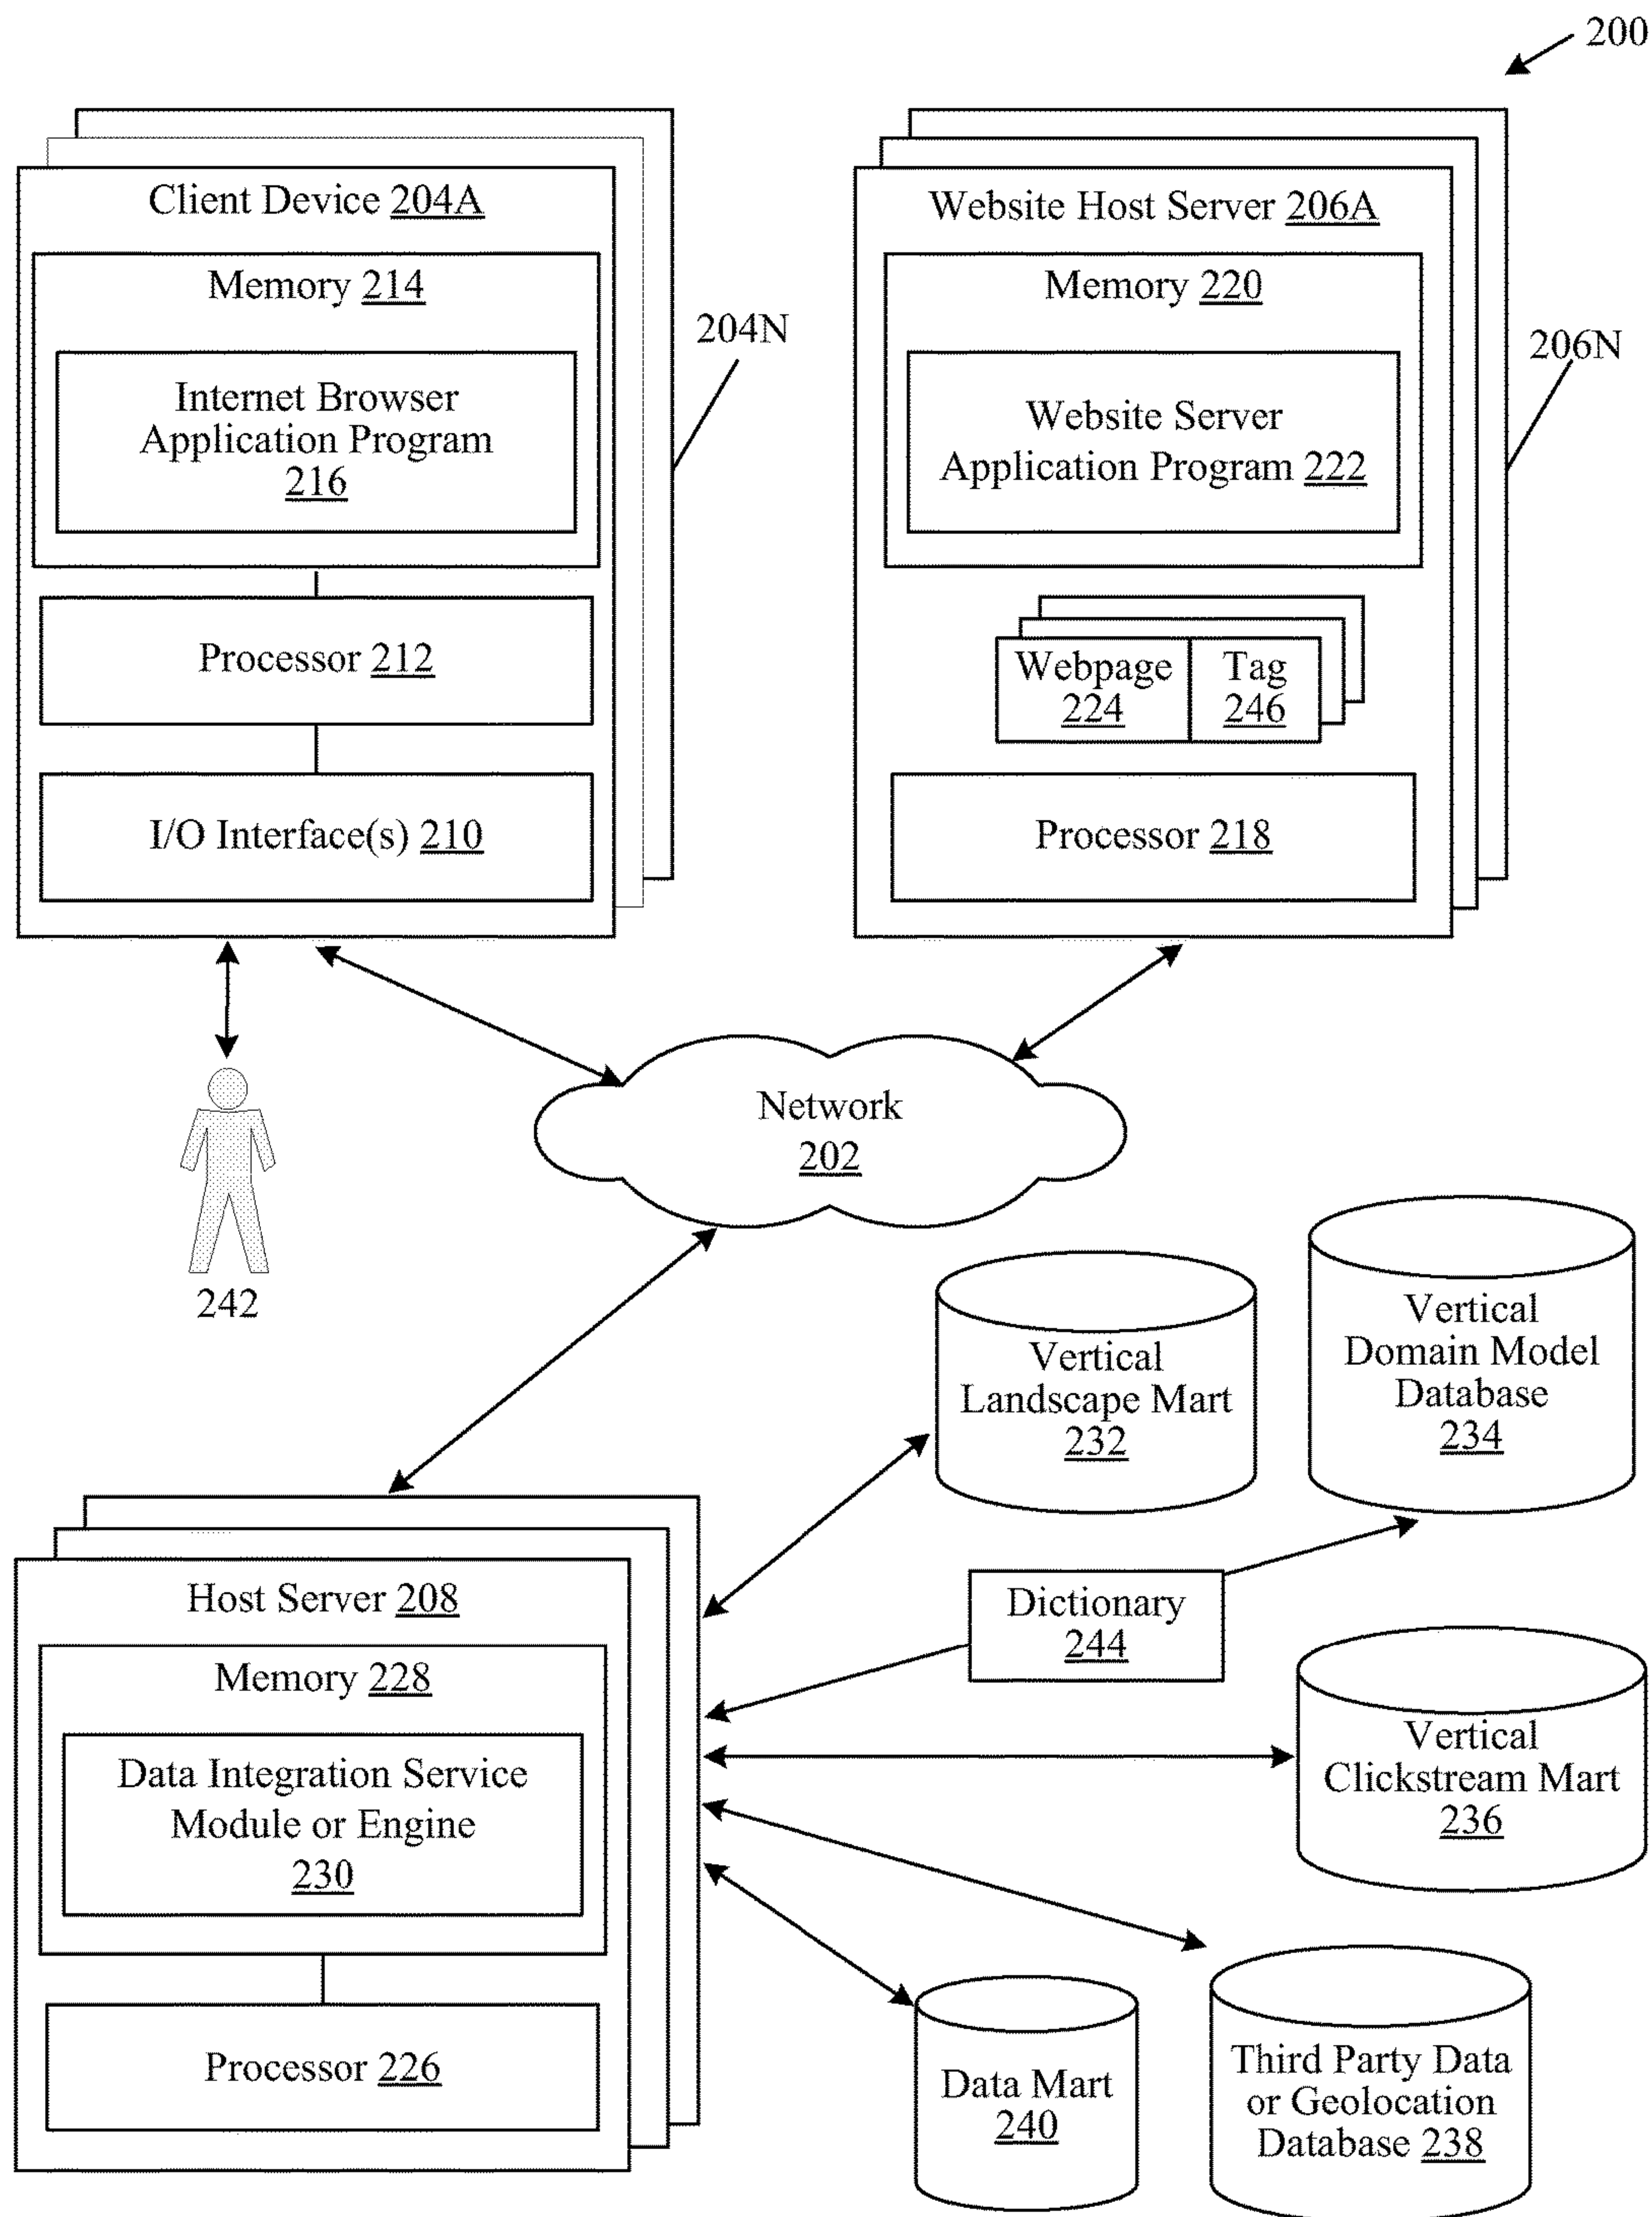 200
Client Device 204A
Memory 214
Internet Browser
Application Program
216
Processor 212
I/O Interface(s) 210
204N
Website Host Server 206A
Memory 220
Website Server
Application Program 222
Webpage
224
Tag
246
Processor 218
206N
242
Network
202
Vertical
Landscape Mart
232
Vertical
Domain Model
Database
234
Host Server 208
Memory 228
Data Integration Service
Module or Engine
230
Processor 226
Dictionary
244
Vertical
Clickstream Mart
236
Data Mart
240
Third Party Data
or Geolocation
Database 238